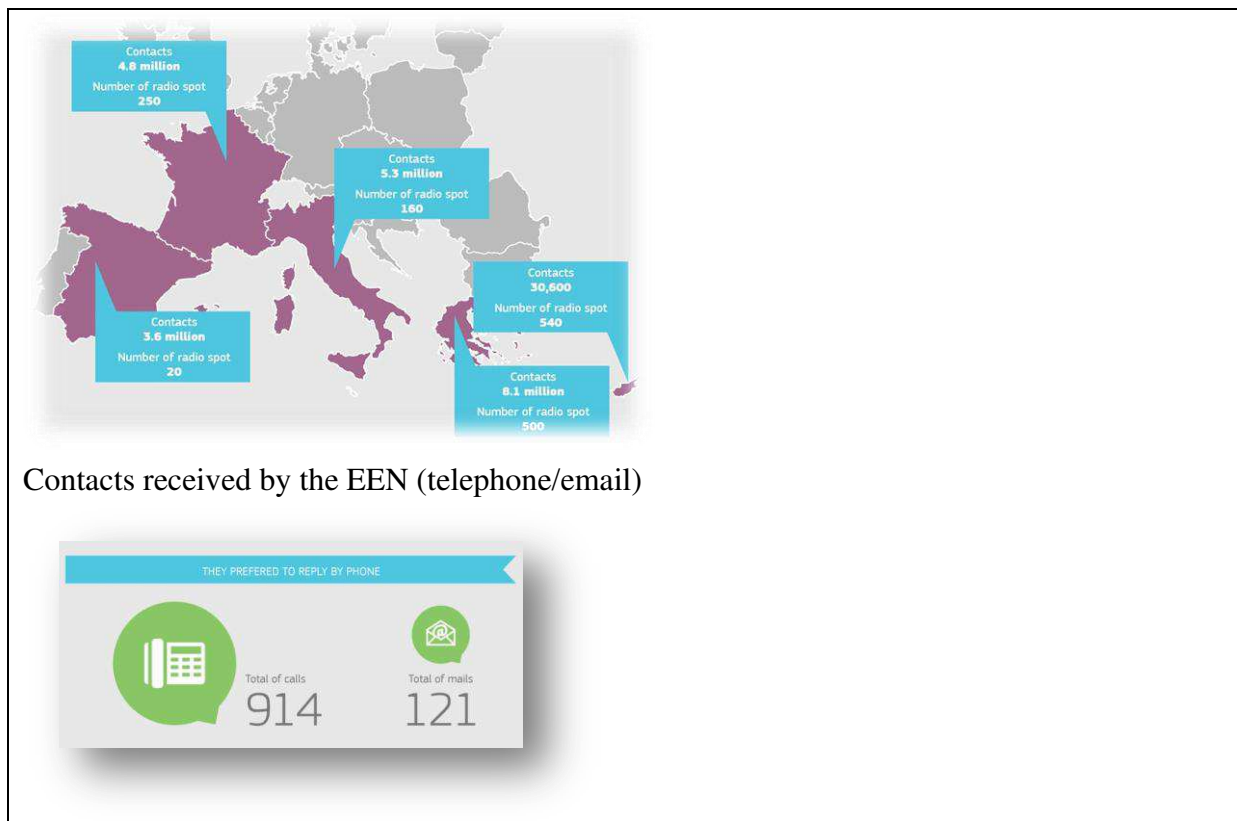 Contacts
4.8 million
Number of radio spot
250
Contacts
5.3 million
Number of radio spot
160
Contacts
30,600
Number of radio spot
540
Contacts
3.6 million
Number of radio spot
20
Contacts
8.1 million
Number of radio spot
500
Contacts received by the EEN (telephone/email)
THEY PREFERED TO REPLY BY PHONE
Total of calls
914
Total of mails
121